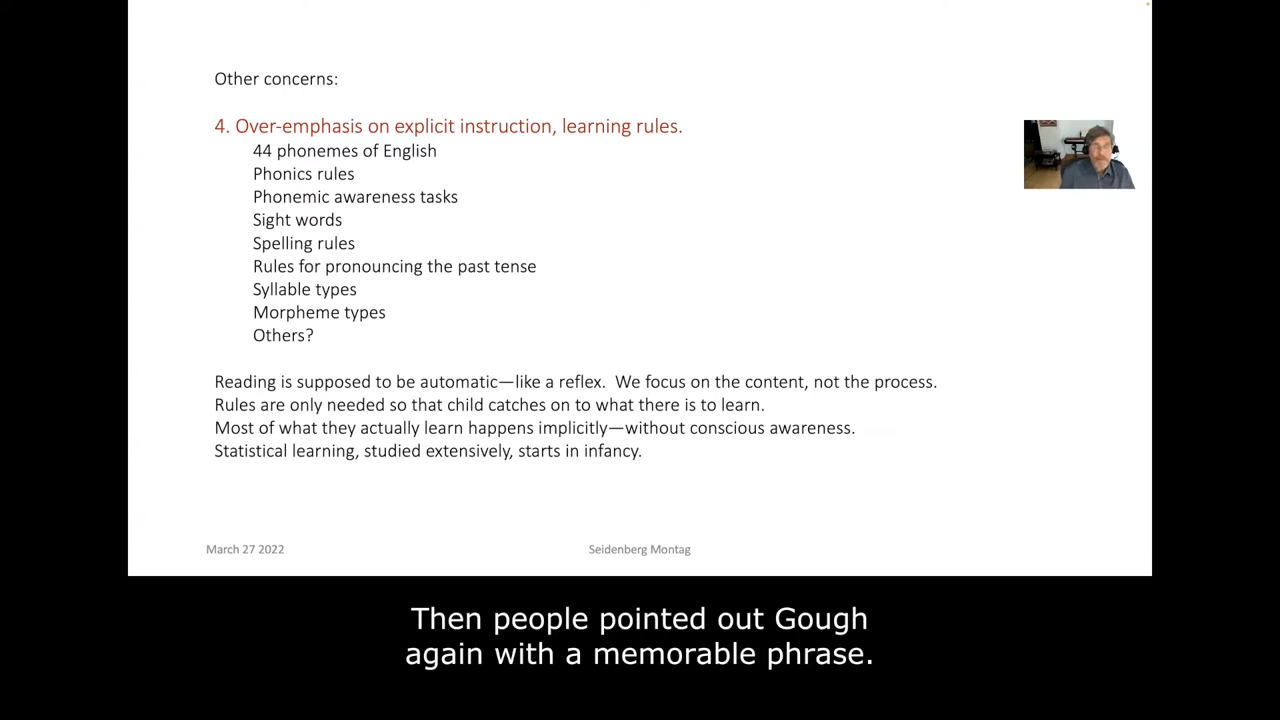 Other concerns:
4. Over-emphasis on explicit instruction, learning rules.
44 phonemes of English
Phonics rules
Phonemic awareness tasks
Sight words
Spelling rules
Rules for pronouncing the past tense
Syllable types
Morpheme types
Others?
Reading is supposed to be automatic—like a reflex.  We focus on the content, not the process.
Rules are only needed so that child catches on to what there is to learn.
Most of what they actually learn happens implicitly—without conscious awareness.
Statistical learning, studied extensively, starts in infancy.
March 27 2022
Seidenberg Montag
Then people pointed out Gough
again with a memorable phrase.